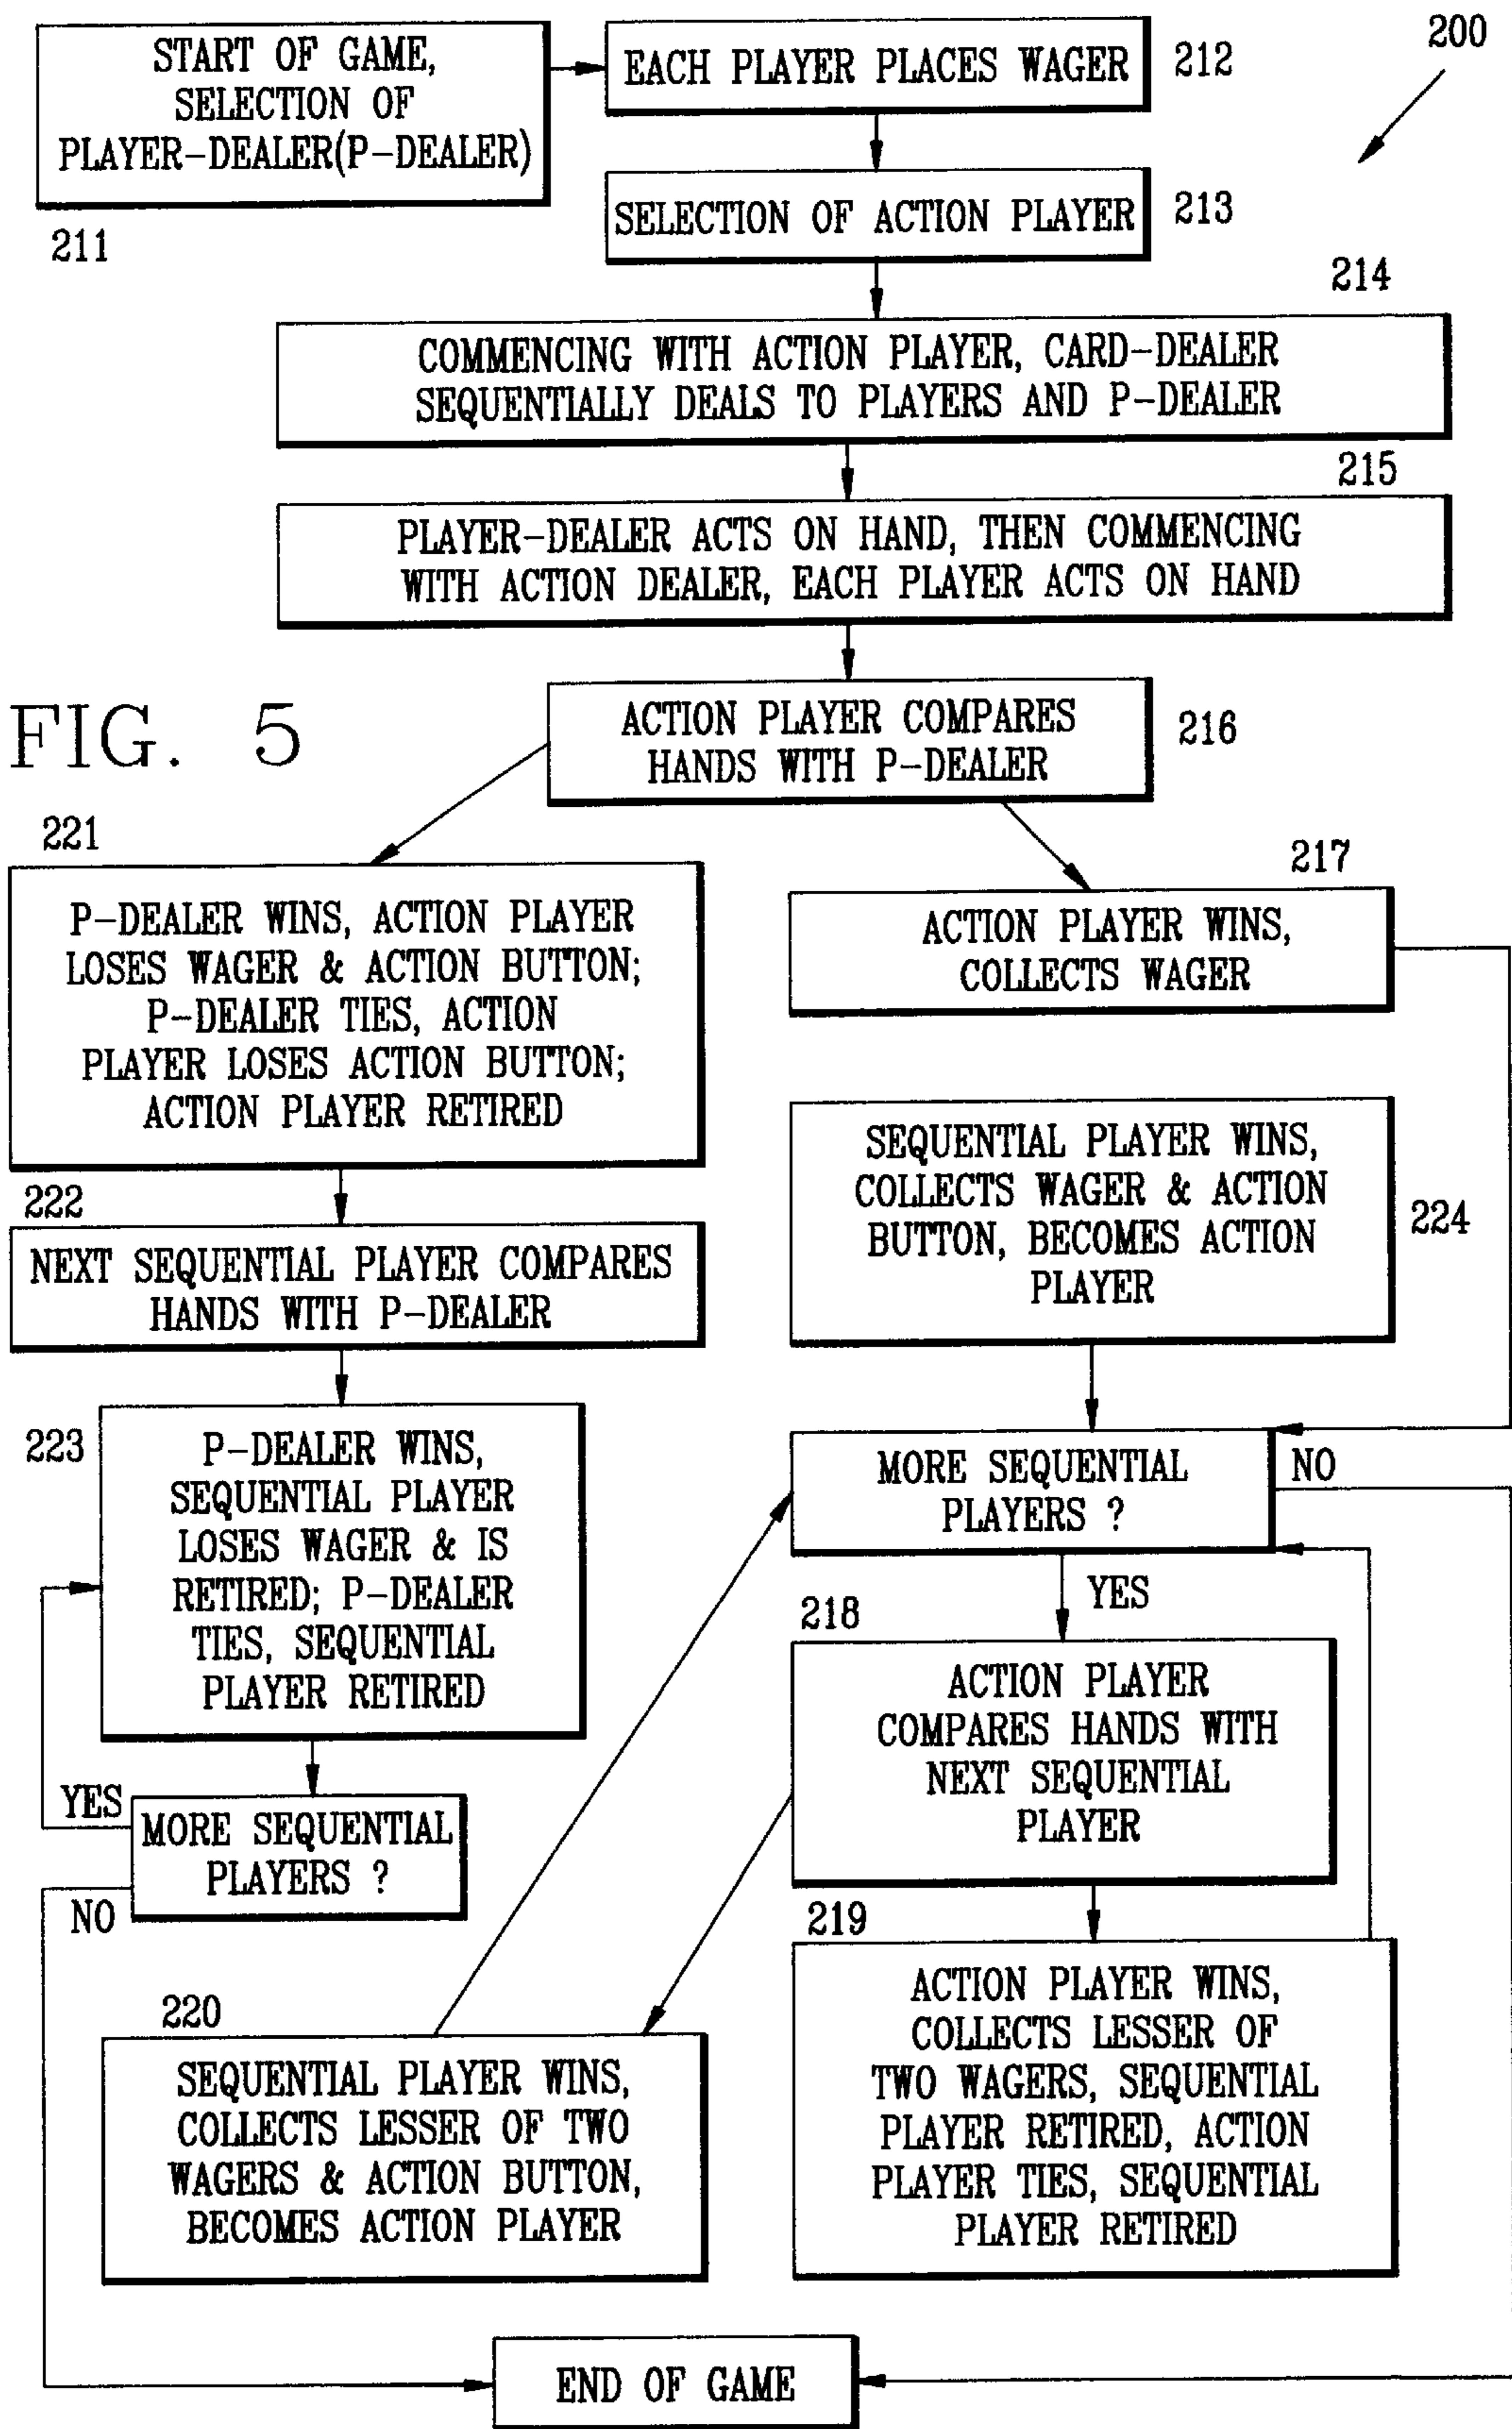 200
START OF GAME,
SELECTION OF
PLAYER-DEALER(P-DEALER)
211
EACH PLAYER PLACES WAGER
212
SELECTION OF ACTION PLAYER
213
214
COMMENCING WITH ACTION PLAYER, CARD-DEALER
SEQUENTIALLY DEALS TO PLAYERS AND P-DEALER
215
PLAYER-DEALER ACTS ON HAND, THEN COMMENCING
WITH ACTION DEALER, EACH PLAYER ACTS ON HAND
FIG. 5
ACTION PLAYER COMPARES
HANDS WITH P-DEALER
216
221
P-DEALER WINS, ACTION PLAYER
LOSES WAGER & ACTION BUTTON;
P-DEALER TIES, ACTION
PLAYER LOSES ACTION BUTTON;
ACTION PLAYER RETIRED
217
ACTION PLAYER WINS,
COLLECTS WAGER
222
NEXT SEQUENTIAL PLAYER COMPARES
HANDS WITH P-DEALER
SEQUENTIAL PLAYER WINS,
COLLECTS WAGER & ACTION
BUTTON, BECOMES ACTION
PLAYER
224
223
P-DEALER WINS,
SEQUENTIAL PLAYER
LOSES WAGER & IS
RETIRED; P-DEALER
TIES, SEQUENTIAL
PLAYER RETIRED
MORE SEQUENTIAL
PLAYERS ?
NO
YES
218
ACTION PLAYER
COMPARES HANDS WITH
NEXT SEQUENTIAL
PLAYER
YES
MORE SEQUENTIAL
PLAYERS ?
NO
219
ACTION PLAYER WINS,
COLLECTS LESSER OF
TWO WAGERS, SEQUENTIAL
PLAYER RETIRED, ACTION
PLAYER TIES, SEQUENTIAL
PLAYER RETIRED
220
SEQUENTIAL PLAYER WINS,
COLLECTS LESSER OF TWO
WAGERS & ACTION BUTTON,
BECOMES ACTION PLAYER
END OF GAME